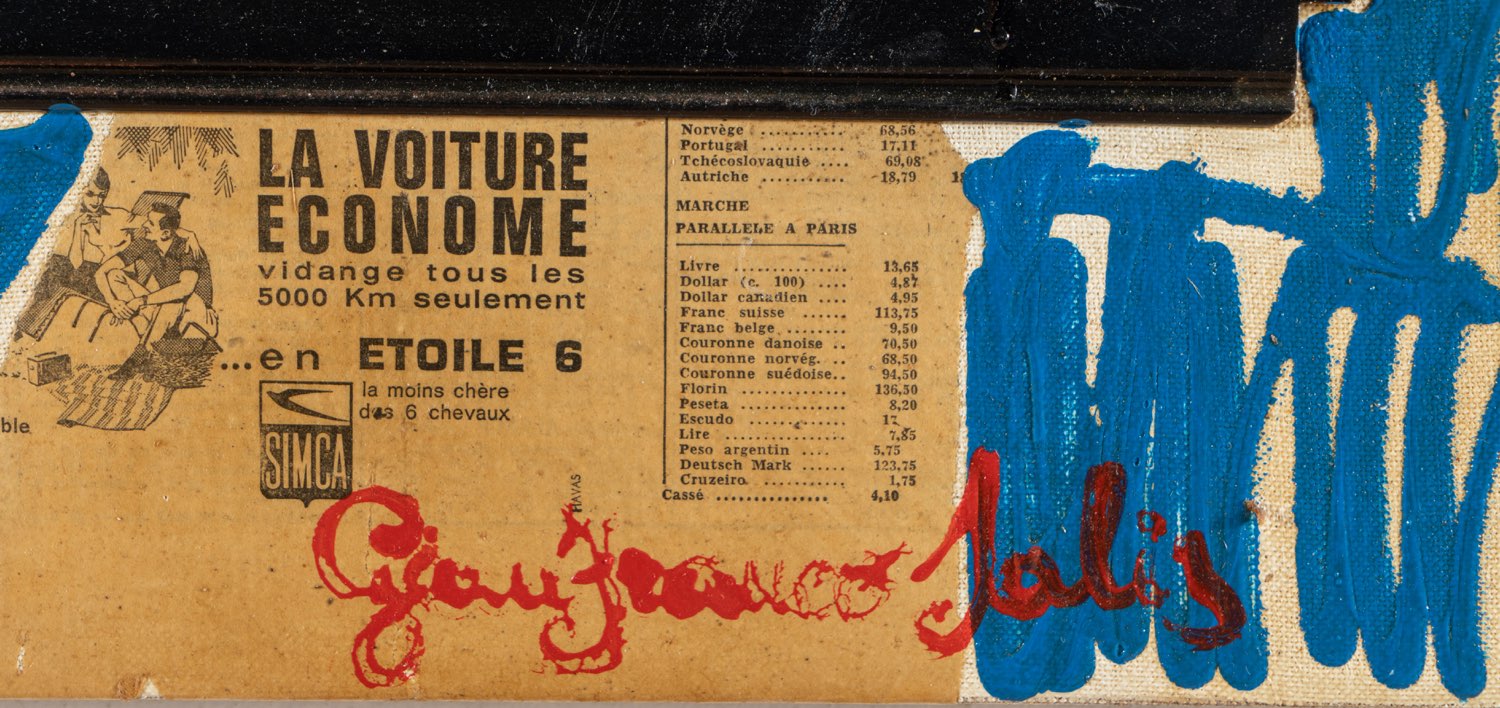 LA VOITURE
ECONOME
vidange tous les
5000 Km seulement
...en ETOILE 6
la moins chère
des 6 chevaux
SIMCA
ble
HAVAS
Norvège ........... 68,56
Portugal ........... 17,11
Tchécoslovaquie .... 69,08
Autriche ........... 18,79
MARCHE
PARALLELE A PARIS
Livre .............. 13,65
Dollar (c. 100) .... 4,87
Dollar canadien .... 4,95
Franc suisse ...... 113,75
Franc belge ........ 9,50
Couronne danoise .. 70,50
Couronne norvég. .. 68,50
Couronne suédoise.. 94,50
Florin ............ 136,50
Peseta ............. 8,20
Escudo ............
Lire ............... 7,85
Peso argentin .... 5,75
Deutsch Mark ...... 123,75
Cruzeiro. .......... 1,75
Cassé .............. 4,10
Gianfranco